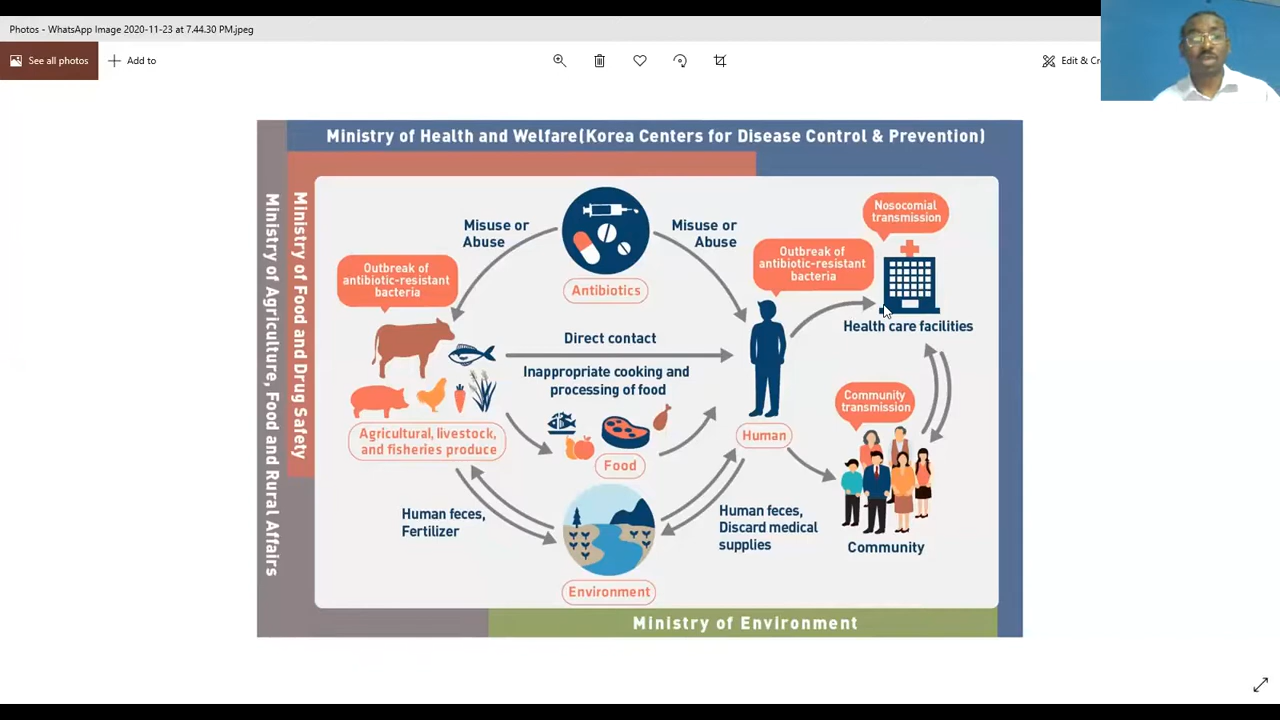 Photos - WhatsApp Image 2020-11-23 at 7.44.30 PM.jpeg
See all photos
Add to
Edit & Cr
Ministry of Health and Welfare(Korea Centers for Disease Control & Prevention)
Ministry of Agriculture, Food and Rural Affairs
Ministry of Food and Drug Safety
Misuse or
Abuse
Misuse or
Abuse
Antibiotics
Outbreak of
antibiotic-resistant
bacteria
Outbreak of
antibiotic-resistant
bacteria
Nosocomial
transmission
Health care facilities
Direct contact
Inappropriate cooking and
processing of food
Agricultural, livestock,
and fisheries produce
Food
Human
Community
transmission
Community
Human feces,
Fertilizer
Human feces,
Discard medical
supplies
Environment
Ministry of Environment